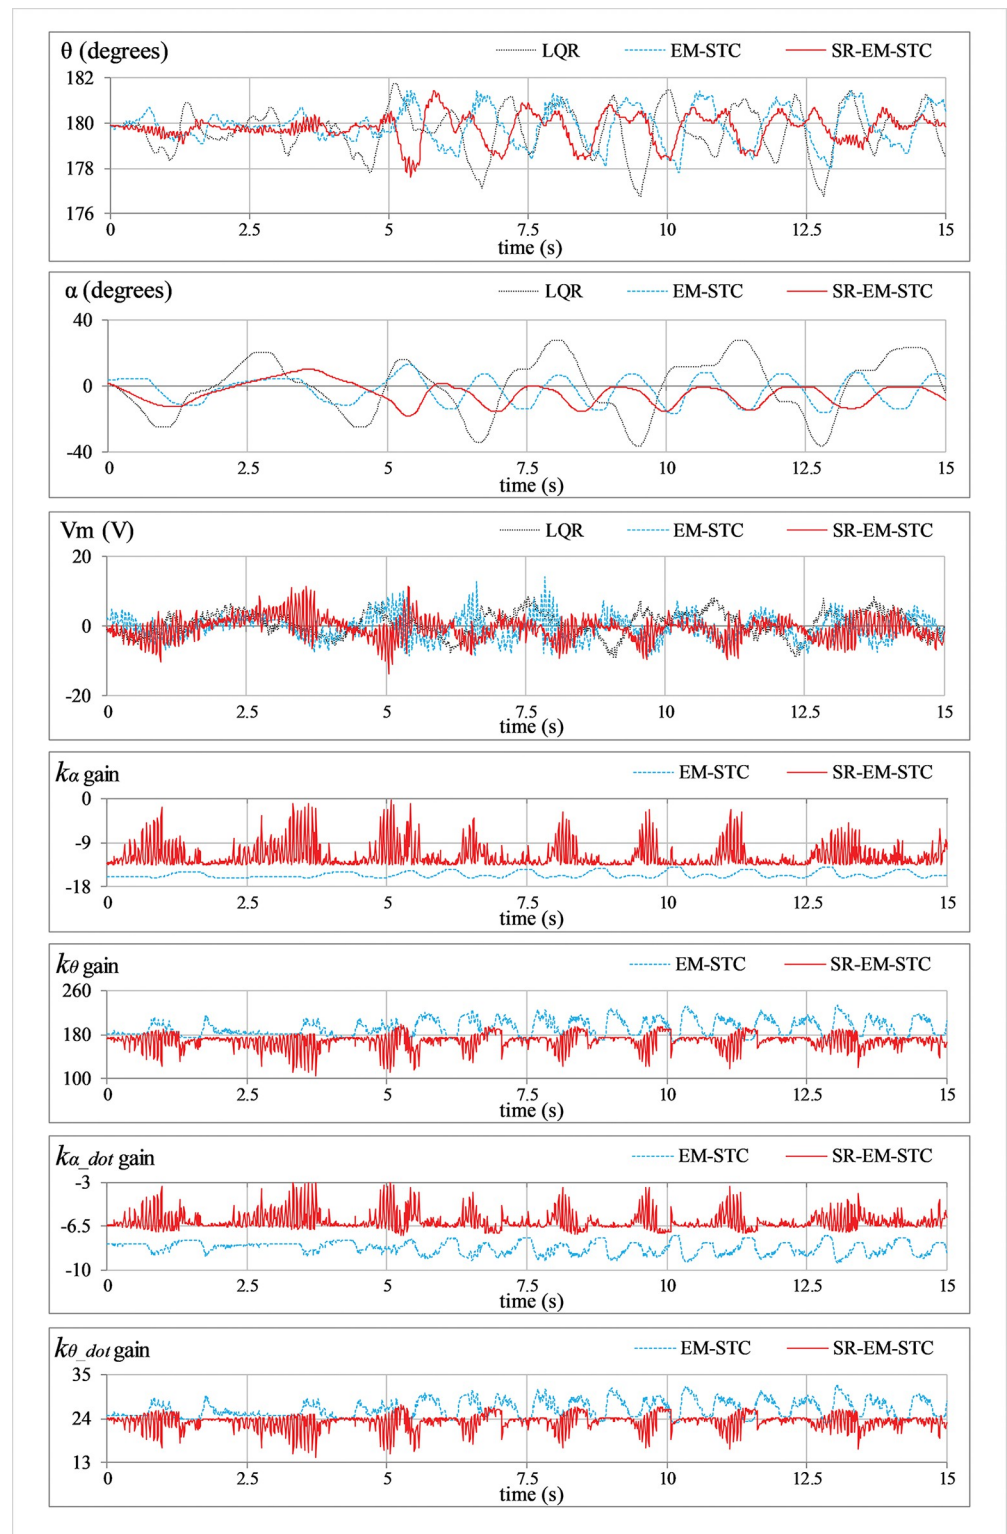 θ (degrees) LQR EM-STC SR-EM-STC
182
180
178
176
0 2.5 5 7.5 10 12.5 15
time (s)
α (degrees) LQR EM-STC SR-EM-STC
40
0
-40
0 2.5 5 7.5 10 12.5 15
time (s)
Vm (V) LQR EM-STC SR-EM-STC
20
0
-20
0 2.5 5 7.5 10 12.5 15
time (s)
kα gain EM-STC SR-EM-STC
0
-9
-18
0 2.5 5 7.5 10 12.5 15
time (s)
kθ gain EM-STC SR-EM-STC
260
180
100
0 2.5 5 7.5 10 12.5 15
time (s)
kα_dot gain EM-STC SR-EM-STC
-3
-6.5
-10
0 2.5 5 7.5 10 12.5 15
time (s)
kθ_dot gain EM-STC SR-EM-STC
35
24
13
0 2.5 5 7.5 10 12.5 15
time (s)